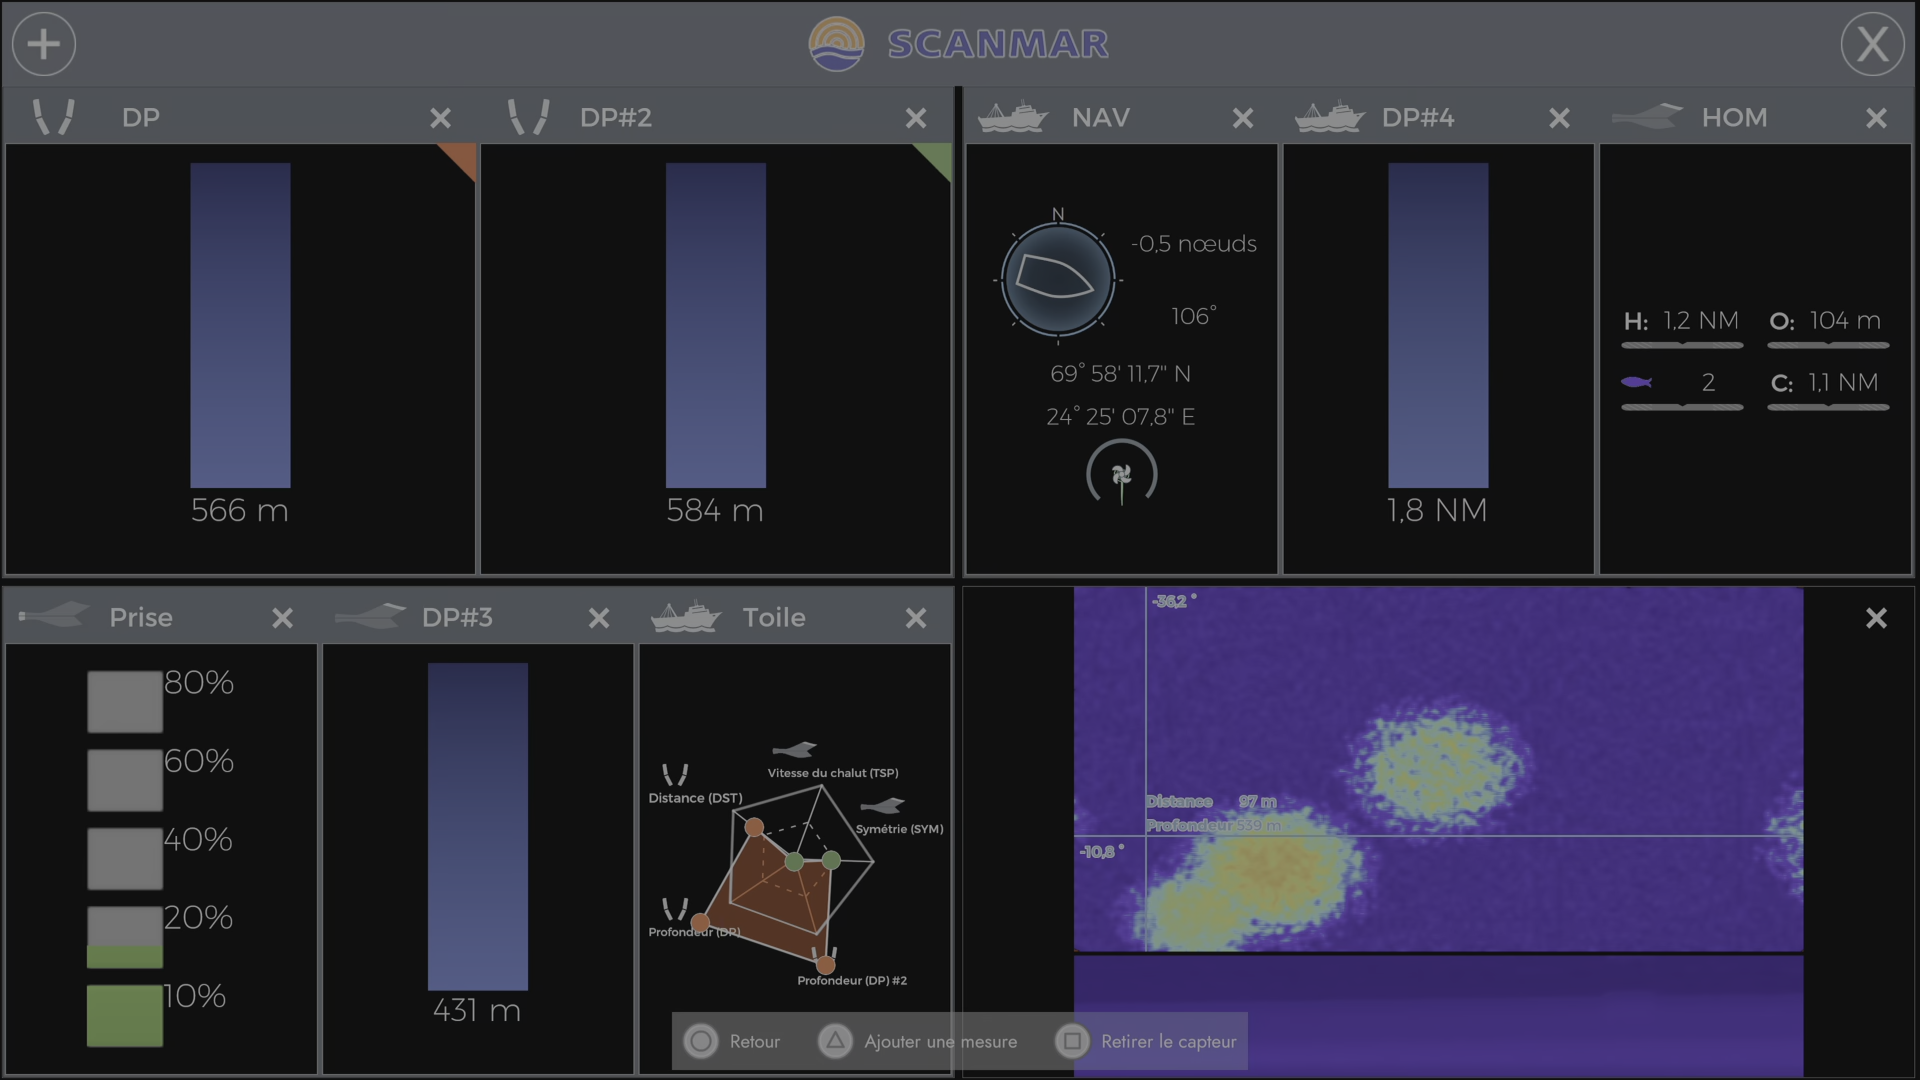 SCANMAR
X
DP
DP#2
NAV
DP#4
HOM
566 m
584 m
N
-0,5 nœuds
106°
69° 58' 11,7" N
24° 25' 07,8" E
1,8 NM
H: 1,2 NM
O: 104 m
2
C: 1,1 NM
Prise
DP#3
Toile
80%
60%
40%
20%
10%
431 m
Vitesse du chalut (TSP)
Distance (DST)
Symétrie (SYM)
Profondeur (DP)
Profondeur (DP) #2
-36,2 °
Distance 97 m
Profondeur 539 m
-10,8 °
Retour
Ajouter une mesure
Retirer le capteur